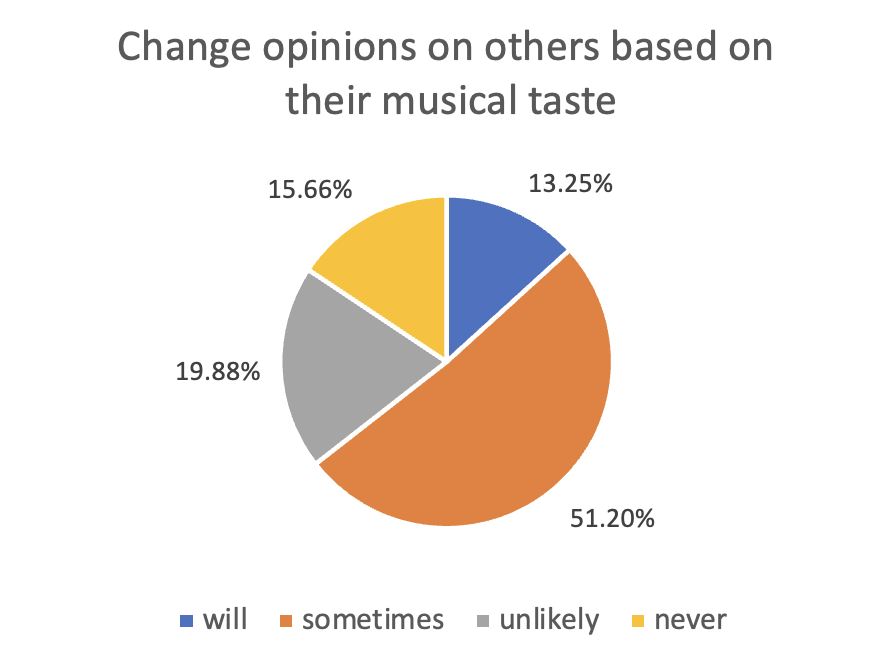 Change opinions on others based on
their musical taste
15.66%
13.25%
19.88%
51.20%
will sometimes unlikely never